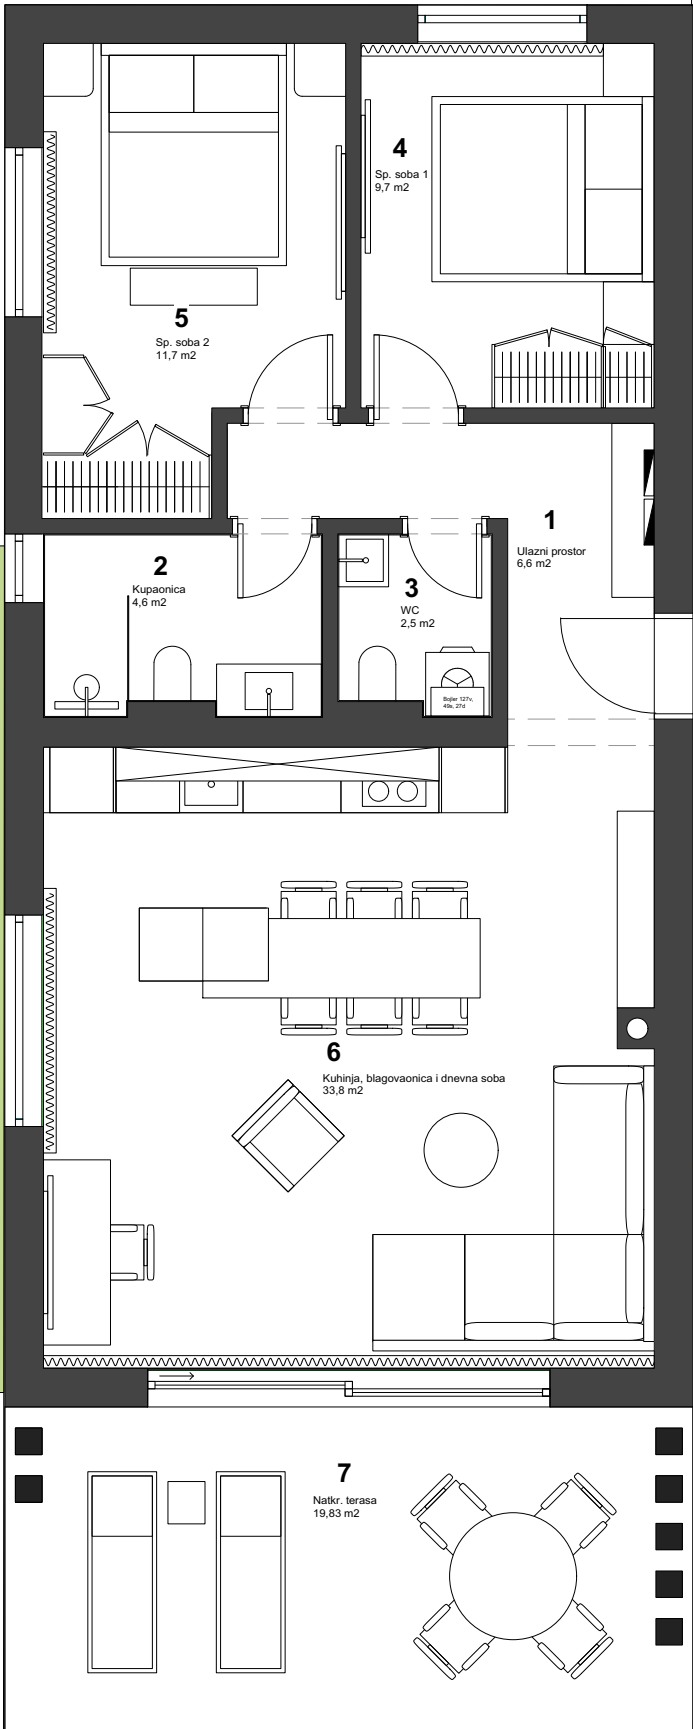 4
Sp. soba 1
9,7 m2
5
Sp. soba 2
11,7 m2
1
Ulazni prostor
6,6 m2
2
Kupaonica
4,6 m2
3
WC
2,5 m2
Bojler 127v,
49s, 27d
6
Kuhinja, blagovaonica i dnevna soba
33,8 m2
7
Natkr. terasa
19,83 m2